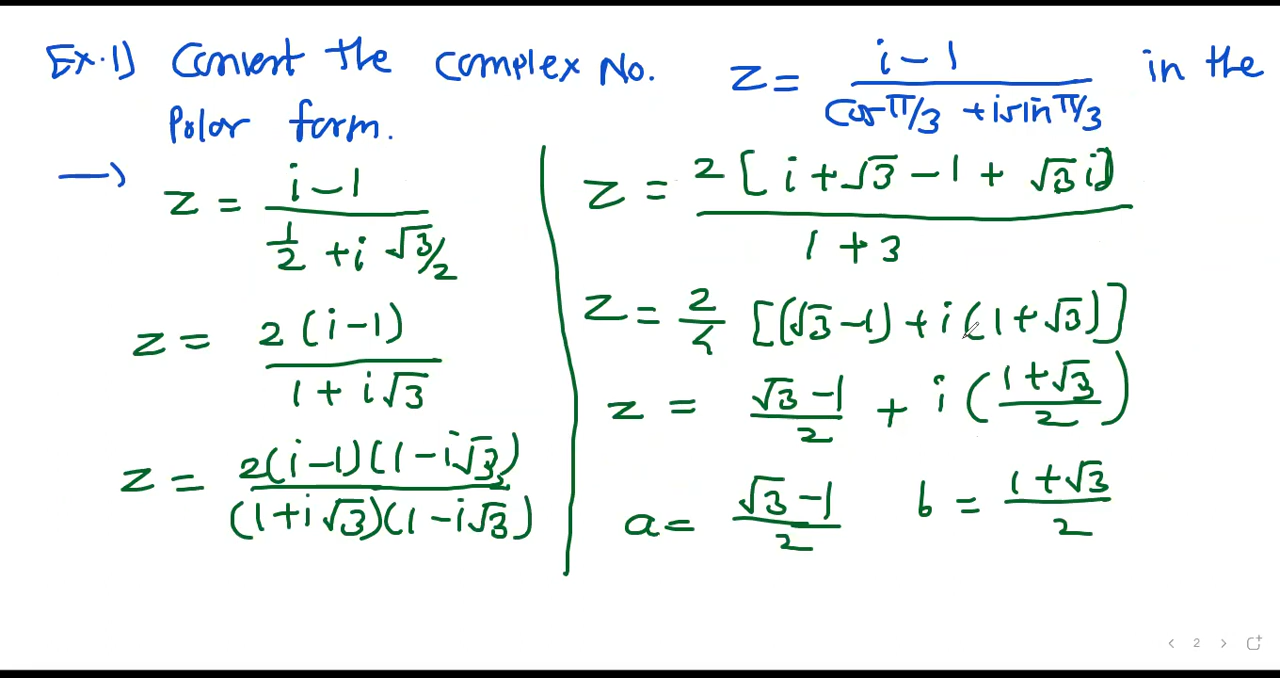 Ex.1) Convert the complex No. z = (i - 1)/(cos π/3 + i sin π/3) in the
Polar form.
→ z = (i - 1)/(1/2 + i √3/2)
z = 2(i - 1)/(1 + i√3)
z = 2(i - 1)(1 - i√3)/(1 + i√3)(1 - i√3)
z = 2[i + √3 - 1 + √3 i]/(1 + 3)
z = 2/4 [(√3 - 1) + i(1 + √3)]
z = (√3 - 1)/2 + i((1 + √3)/2)
a = (√3 - 1)/2 b = (1 + √3)/2
< 2 >